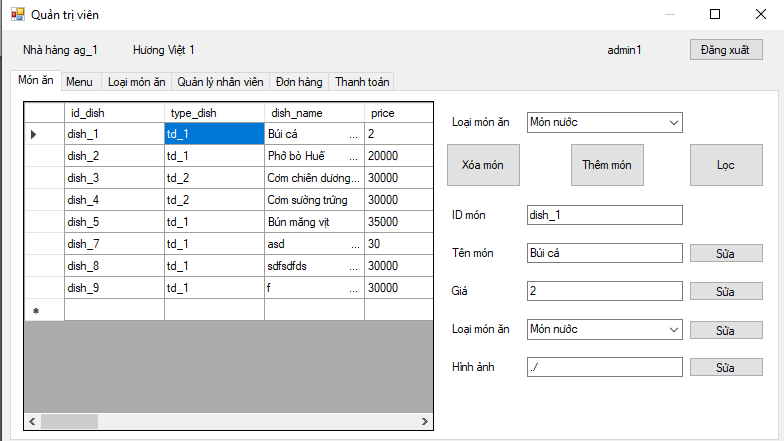 Quản trị viên
Nhà hàng ag_1 Hương Việt 1 admin1 Đăng xuất
Món ăn Menu Loại món ăn Quản lý nhân viên Đơn hàng Thanh toán
id_dish type_dish dish_name price
dish_1 td_1 Búi cá ... 2
dish_2 td_1 Phở bò Huế ... 20000
dish_3 td_2 Cơm chiên dương... 30000
dish_4 td_2 Cơm sường trứng 30000
dish_5 td_1 Bún măng vịt 35000
dish_7 td_1 asd ... 30
dish_8 td_1 sdfsdfds ... 30000
dish_9 td_1 f ... 30000
Loại món ăn Món nước
Xóa món Thêm món Lọc
ID món dish_1
Tên món Búi cá Sửa
Giá 2 Sửa
Loại món ăn Món nước Sửa
Hình ảnh ./ Sửa